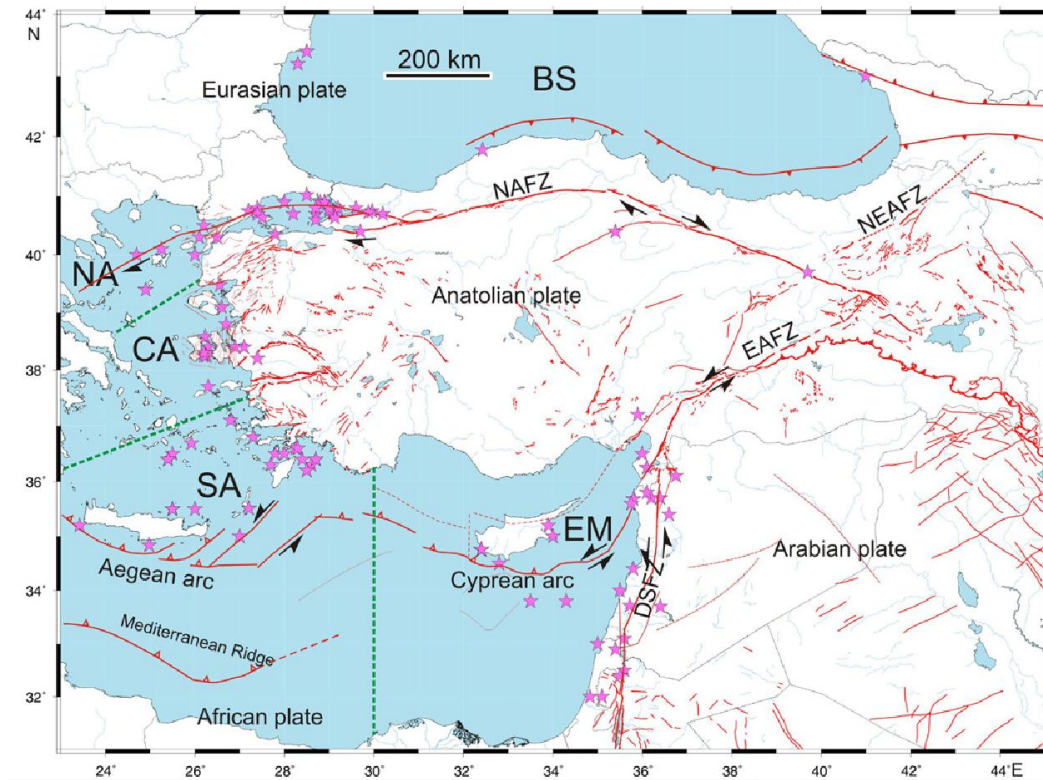 44°
N
200 km
BS
Eurasian plate
42°
NAFZ
NEAFZ
40°
NA
Anatolian plate
CA
EAFZ
38°
SA
36°
EM
Arabian plate
Aegean arc
Cyprean arc
DSFZ
34°
Mediterranean Ridge
32°
African plate
24° 26° 28° 30° 32° 34° 36° 38° 40° 42° 44°E